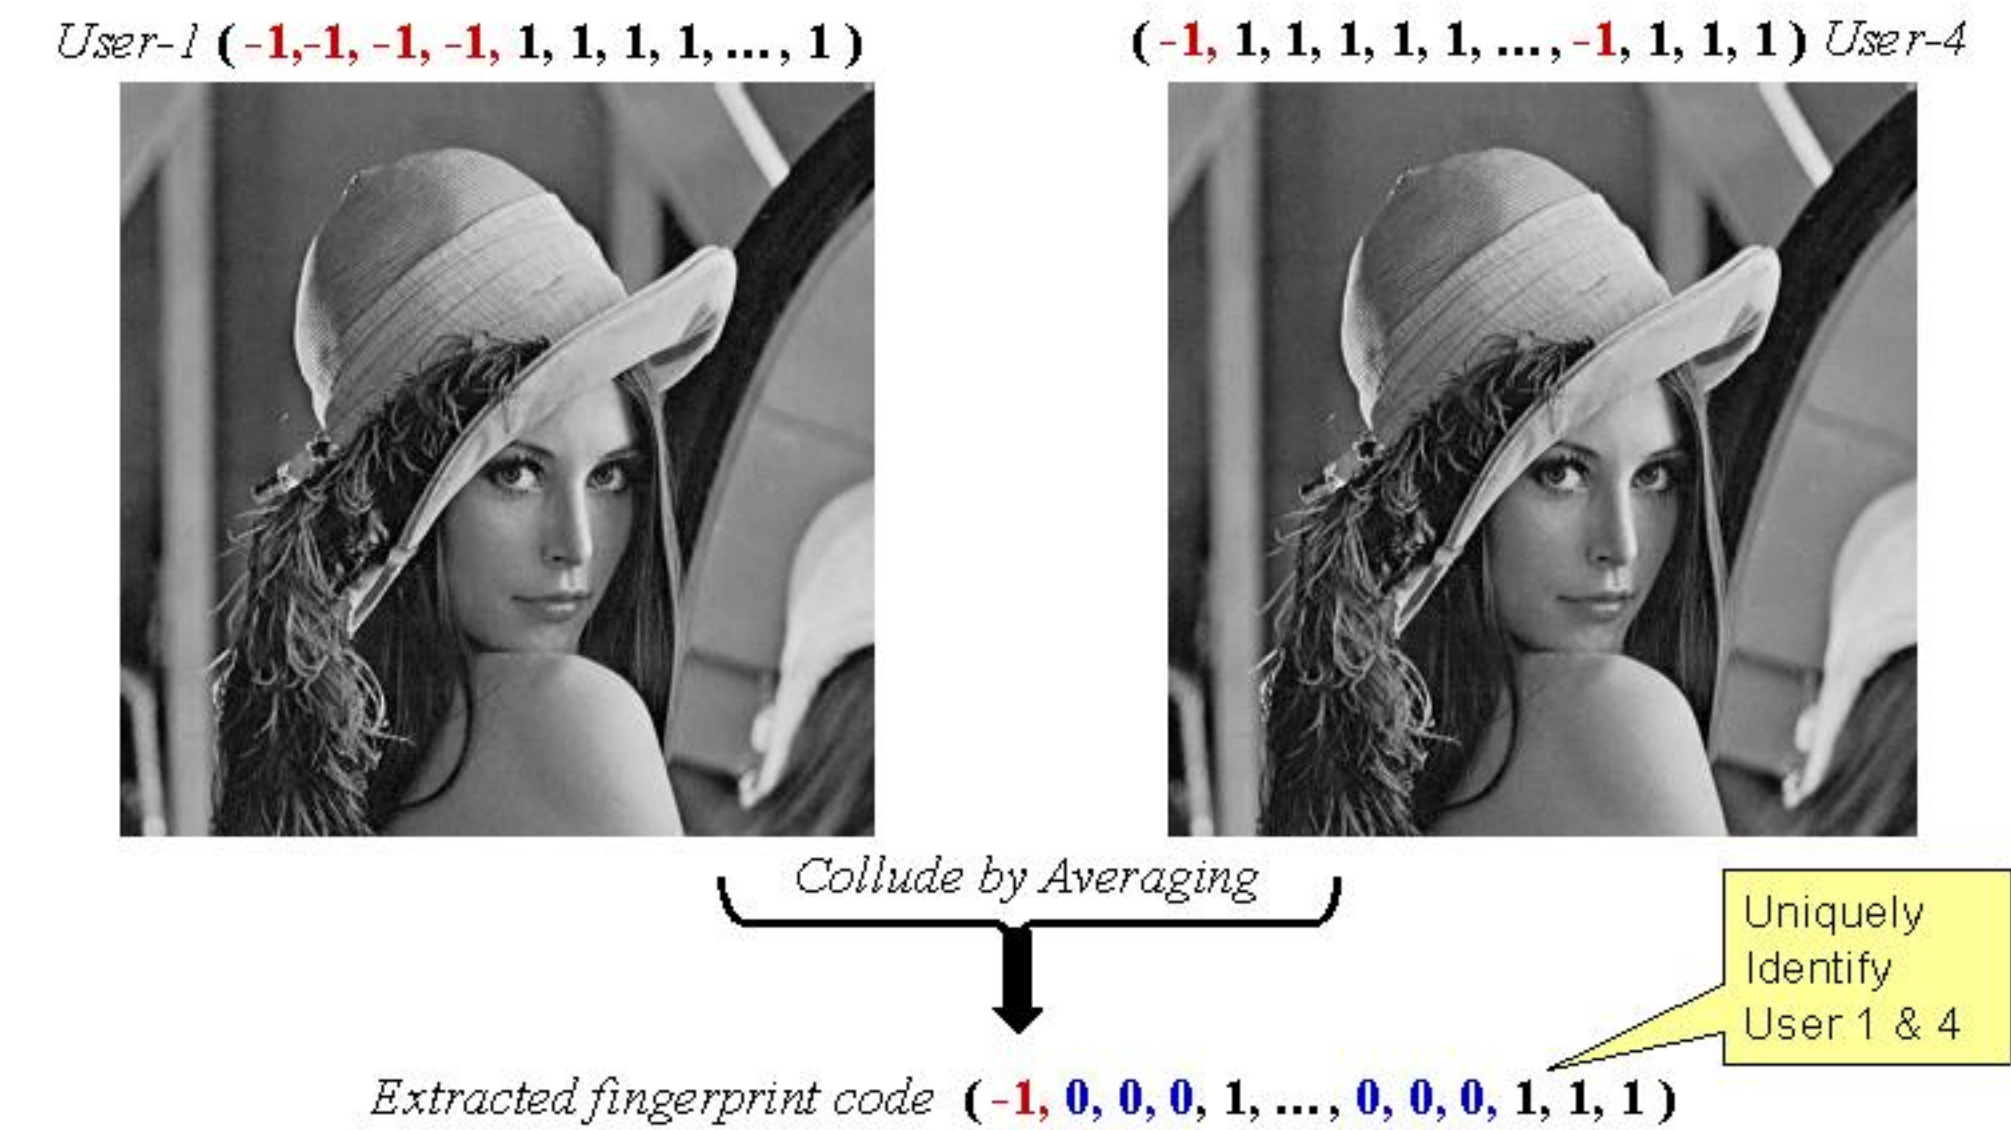 User-1 ( -1,-1, -1, -1, 1, 1, 1, 1, ..., 1 )
( -1, 1, 1, 1, 1, 1, ..., -1, 1, 1, 1 ) User-4
Collude by Averaging
Uniquely
Identify
User 1 & 4
Extracted fingerprint code ( -1, 0, 0, 0, 1, ..., 0, 0, 0, 1, 1, 1 )